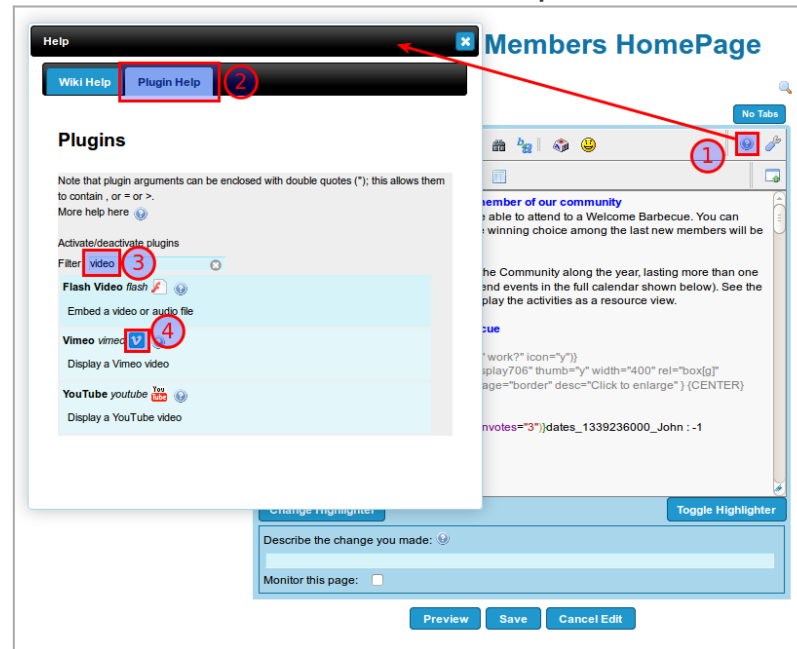 Help
Members HomePage
Wiki Help
Plugin Help
2
No Tabs
1
Plugins
Note that plugin arguments can be enclosed with double quotes ("); this allows them
to contain , or = or >.
More help here
Activate/deactivate plugins
Filter video
3
Flash Video flash
Embed a video or audio file
4
Vimeo vimeo
Display a Vimeo video
YouTube youtube
You
Tube
Display a YouTube video
member of our community
able to attend to a Welcome Barbecue. You can
winning choice among the last new members will be
he Community along the year, lasting more than one
end events in the full calendar shown below). See the
play the activities as a resource view.
cue
" work?" icon="y")}
splay706" thumb="y" width="400" rel="box[g]"
age="border" desc="Click to enlarge" } {CENTER}
nvotes="3")}dates_1339236000_John : -1
Change Highlighter
Toggle Highlighter
Describe the change you made:
Monitor this page:
Preview
Save
Cancel Edit